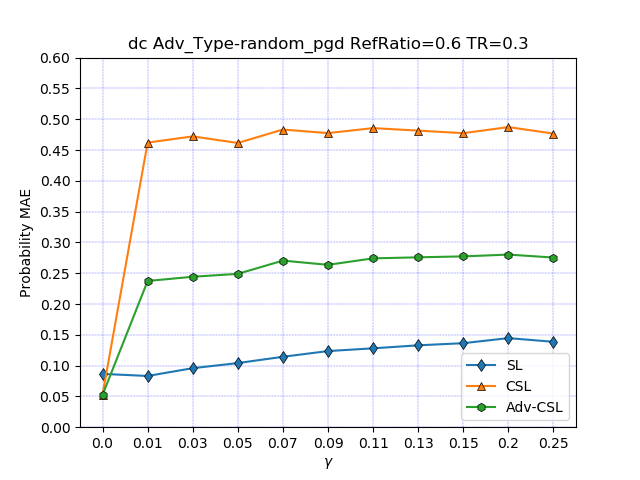 dc Adv_Type-random_pgd RefRatio=0.6 TR=0.3
Probability MAE
0.60
0.55
0.50
0.45
0.40
0.35
0.30
0.25
0.20
0.15
0.10
0.05
0.00
SL
CSL
Adv-CSL
0.0 0.01 0.03 0.05 0.07 0.09 0.11 0.13 0.15 0.2 0.25
γ